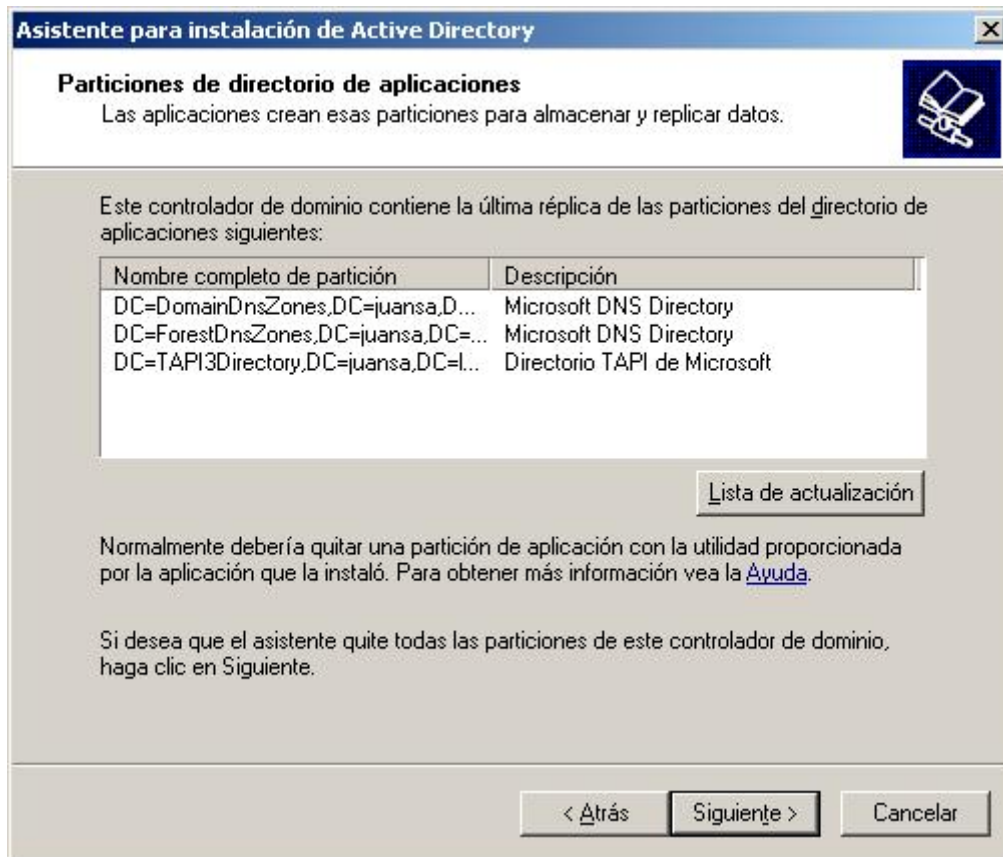 Asistente para instalación de Active Directory
Particiones de directorio de aplicaciones
Las aplicaciones crean esas particiones para almacenar y replicar datos.
Este controlador de dominio contiene la última réplica de las particiones del directorio de
aplicaciones siguientes:
Nombre completo de partición Descripción
DC=DomainDnsZones,DC=juansa,D... Microsoft DNS Directory
DC=ForestDnsZones,DC=juansa,DC=... Microsoft DNS Directory
DC=TAPI3Directory,DC=juansa,DC=l... Directorio TAPI de Microsoft
Lista de actualización
Normalmente debería quitar una partición de aplicación con la utilidad proporcionada
por la aplicación que la instaló. Para obtener más información vea la Ayuda.
Si desea que el asistente quite todas las particiones de este controlador de dominio,
haga clic en Siguiente.
< Atrás Siguiente > Cancelar